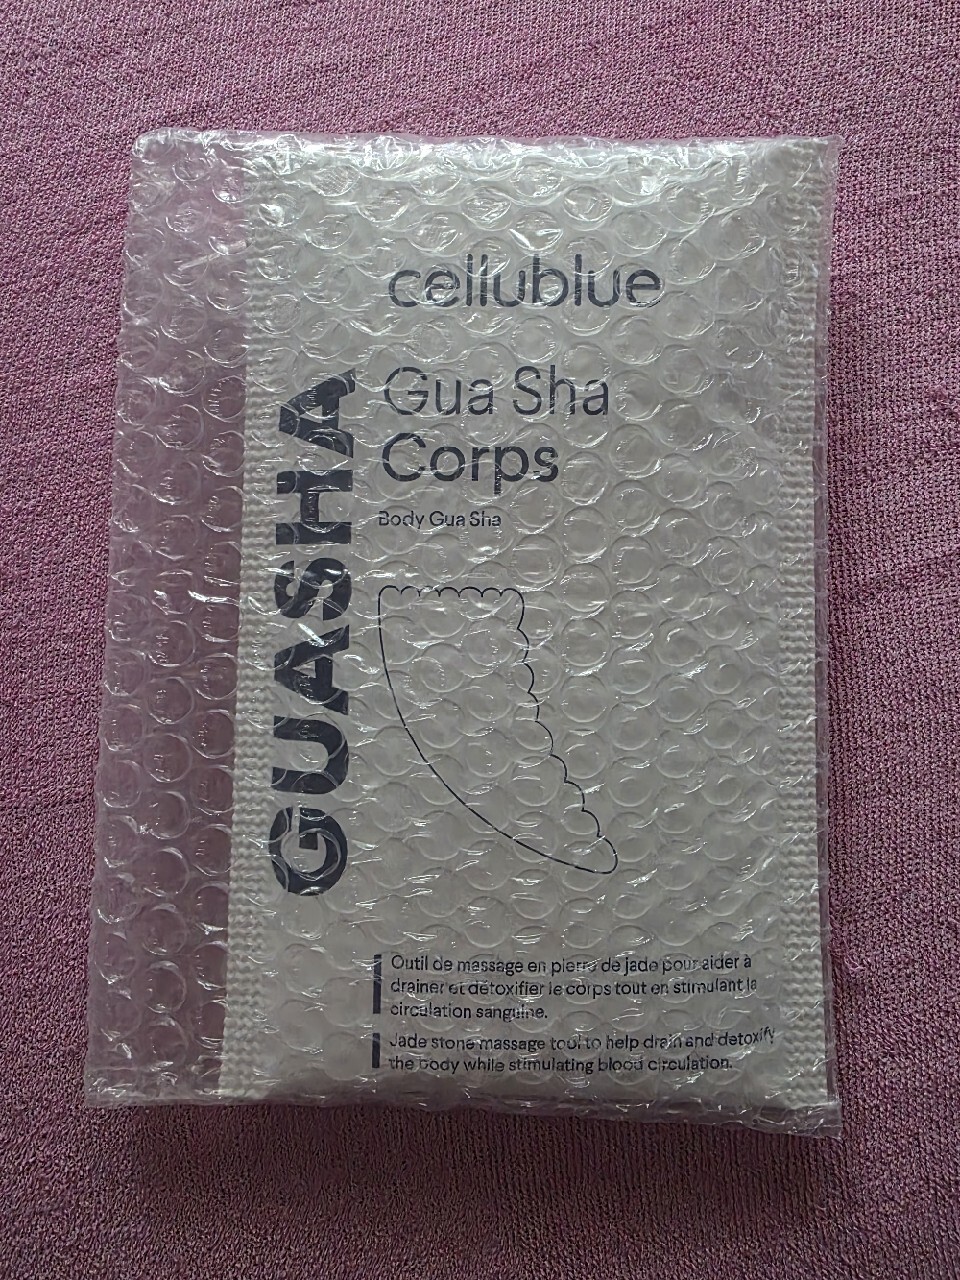 cellublue
GUASHA
Gua Sha
Corps
Body Gua Sha
Outil de massage en pierre de jade pour aider à
drainer et détoxifier le corps tout en stimulant la
circulation sanguine.
Jade stone massage tool to help drain and detoxify
the body while stimulating blood circulation.